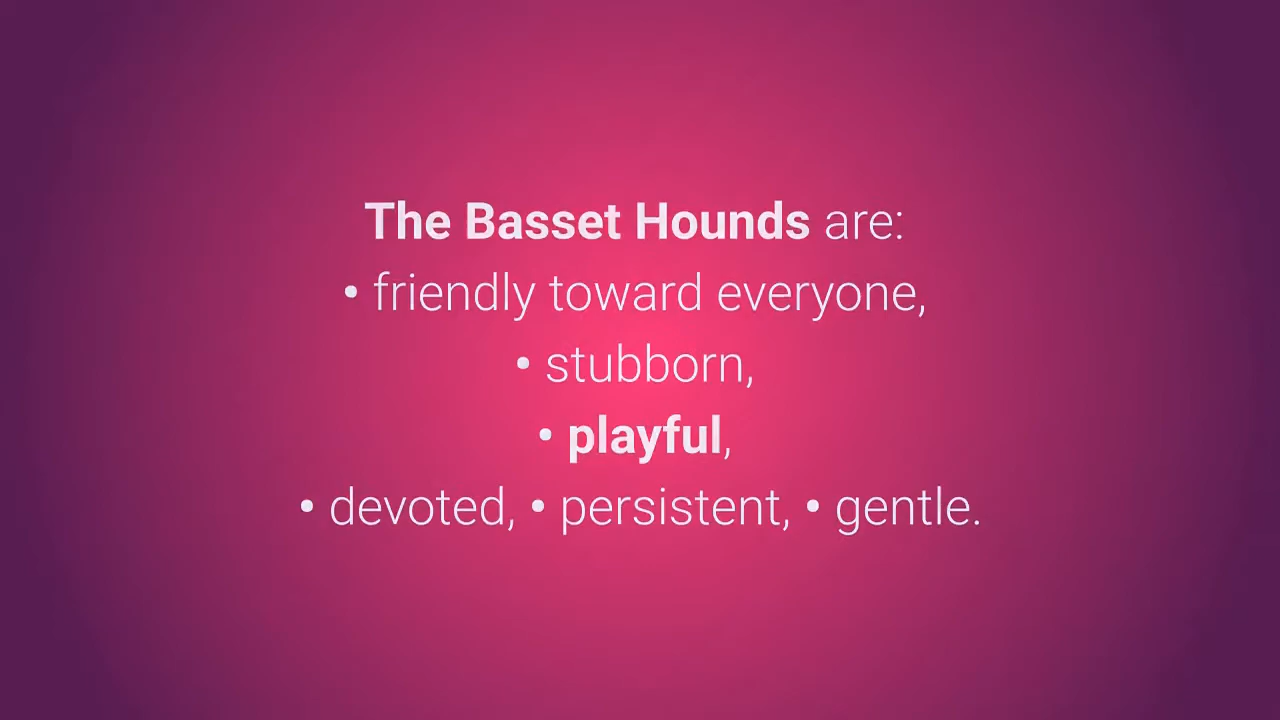 The Basset Hounds are:
• friendly toward everyone,
• stubborn,
• playful,
• devoted, • persistent, • gentle.